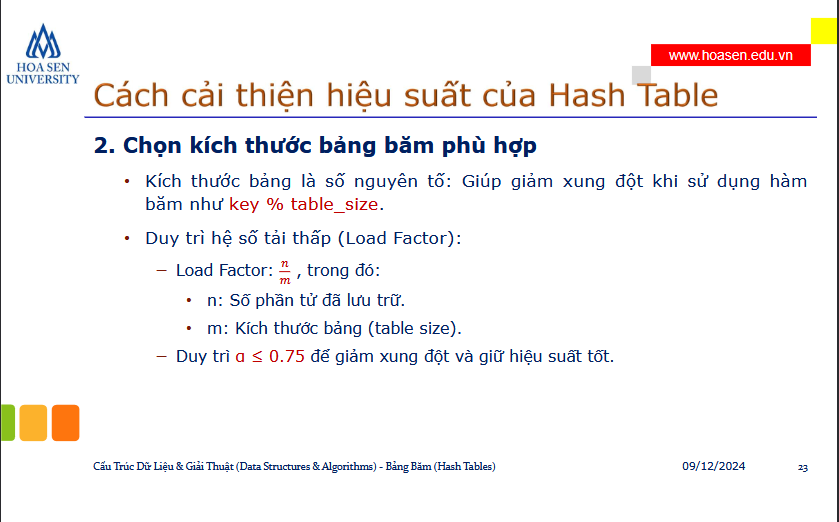 HOA SEN
UNIVERSITY
www.hoasen.edu.vn
Cách cải thiện hiệu suất của Hash Table
2. Chọn kích thước bảng băm phù hợp
• Kích thước bảng là số nguyên tố: Giúp giảm xung đột khi sử dụng hàm
băm như key % table_size.
• Duy trì hệ số tải thấp (Load Factor):
− Load Factor: n/m , trong đó:
• n: Số phần tử đã lưu trữ.
• m: Kích thước bảng (table size).
− Duy trì α ≤ 0.75 để giảm xung đột và giữ hiệu suất tốt.
Cấu Trúc Dữ Liệu & Giải Thuật (Data Structures & Algorithms) - Bảng Băm (Hash Tables)
09/12/2024
23